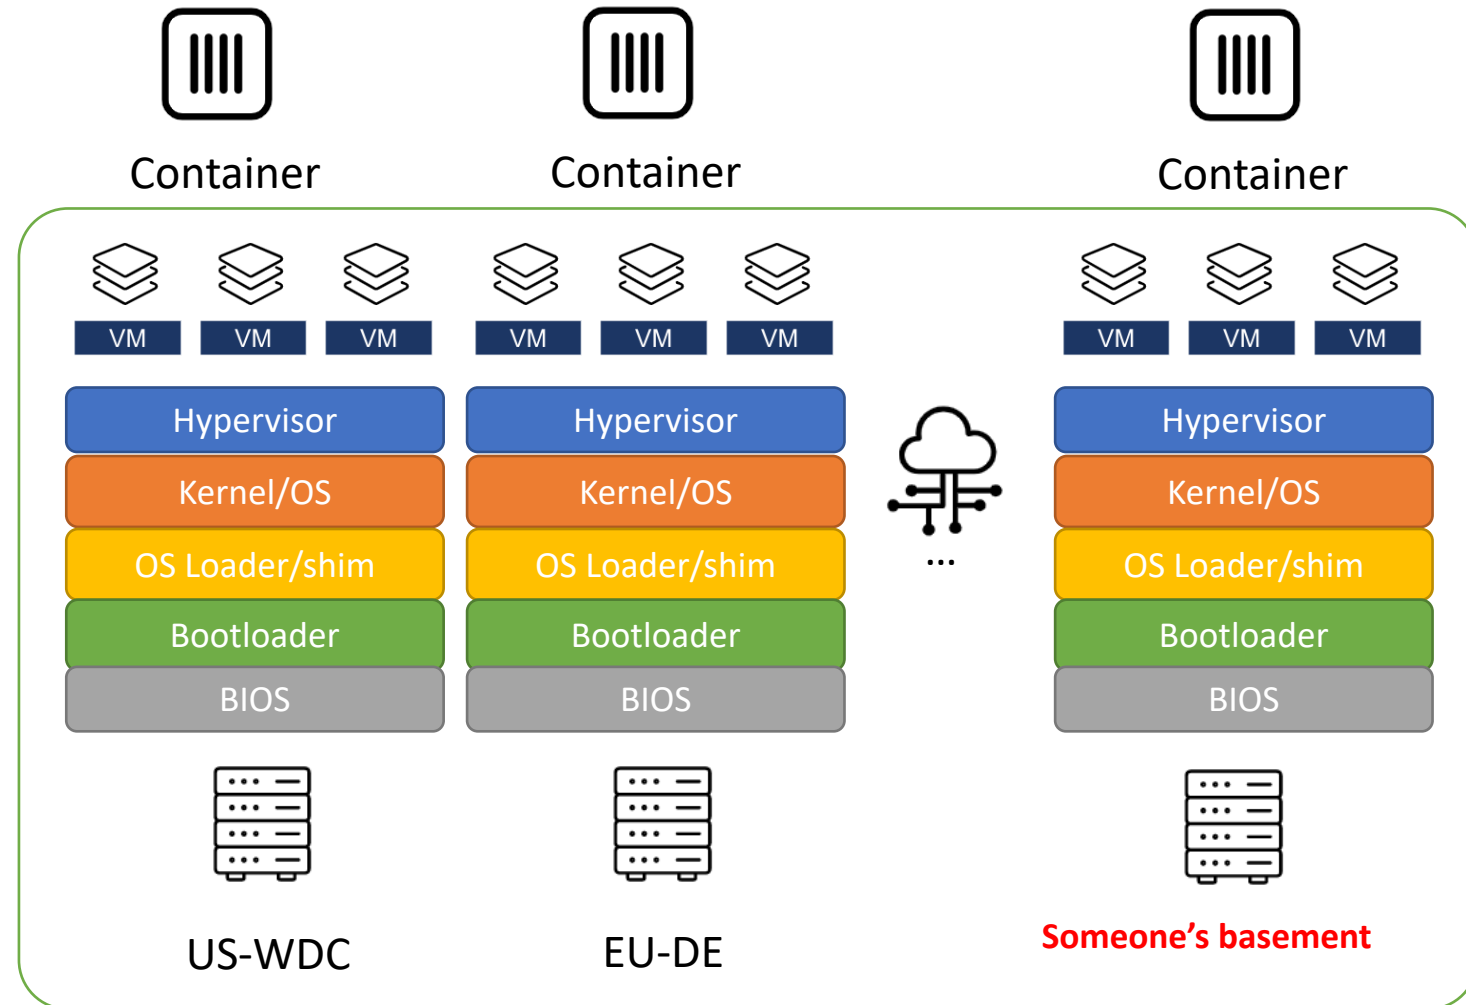 Container
Container
Container
VM VM VM
VM VM VM
VM VM VM
Hypervisor
Kernel/OS
OS Loader/shim
Bootloader
BIOS
US-WDC
Hypervisor
Kernel/OS
OS Loader/shim
Bootloader
BIOS
EU-DE
...
Hypervisor
Kernel/OS
OS Loader/shim
Bootloader
BIOS
Someone’s basement